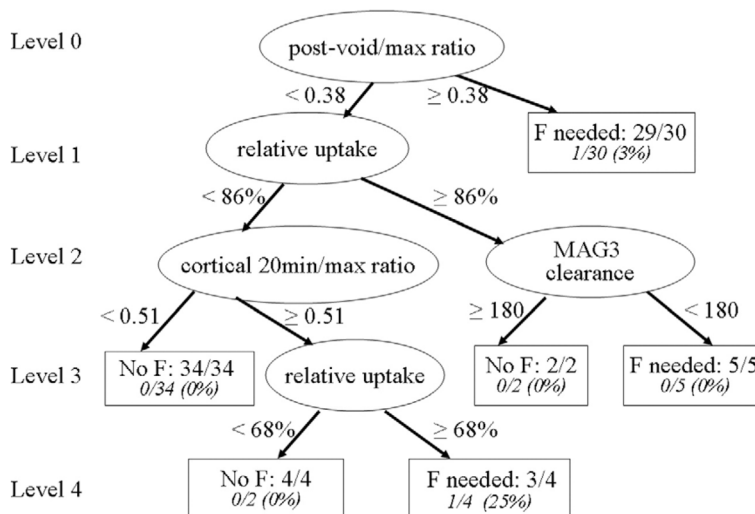 Level 0
post-void/max ratio
< 0.38
≥ 0.38
F needed: 29/30
1/30 (3%)
Level 1
relative uptake
< 86%
≥ 86%
Level 2
cortical 20min/max ratio
MAG3
clearance
< 0.51
≥ 0.51
≥ 180
< 180
Level 3
No F: 34/34
0/34 (0%)
relative uptake
No F: 2/2
0/2 (0%)
F needed: 5/5
0/5 (0%)
<68%
≥ 68%
Level 4
No F: 4/4
0/2 (0%)
F needed: 3/4
1/4 (25%)